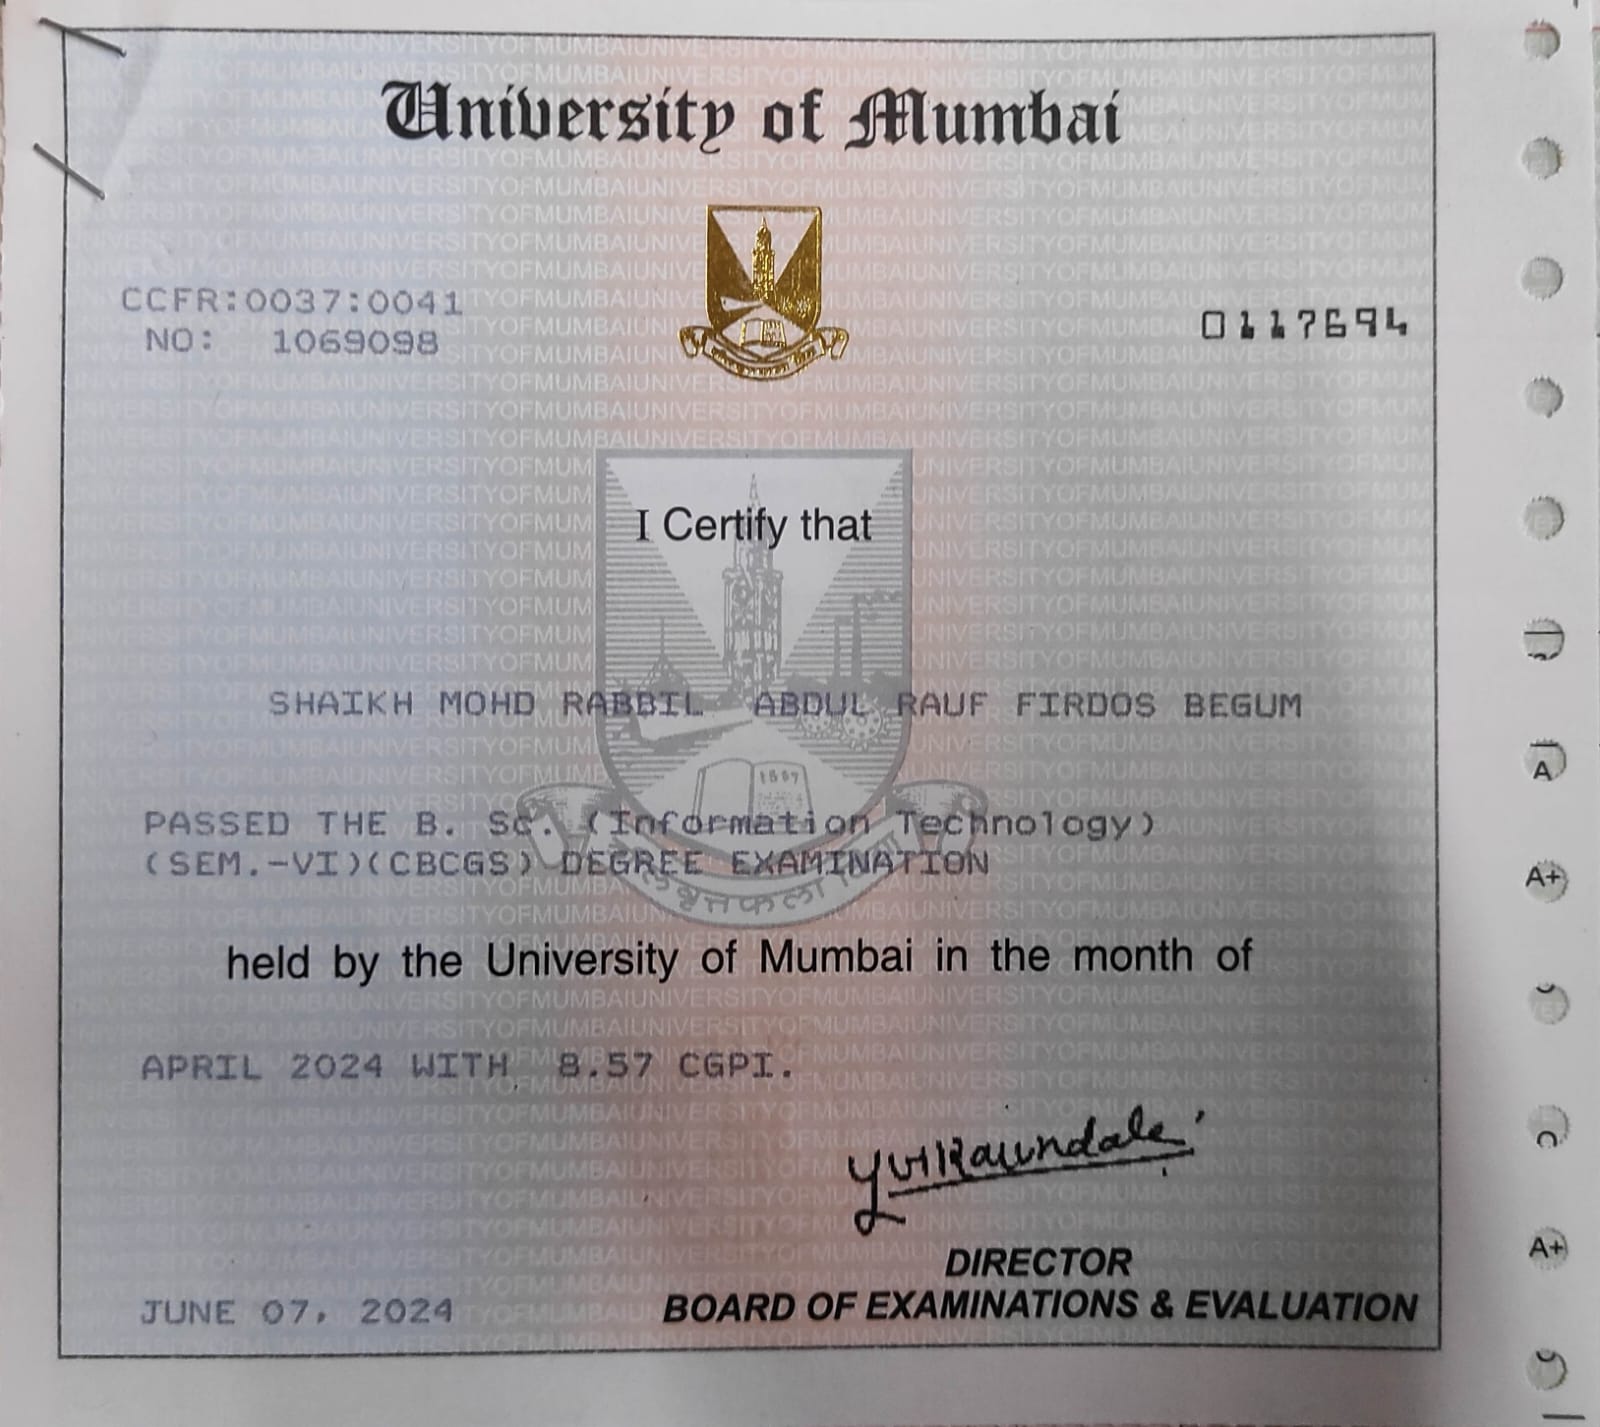 University of Mumbai
CCFR:0037:0041
NO: 1069098
0117694
I Certify that
SHAIKH MOHD RABBIL ABDUL RAUF FIRDOS BEGUM
1857
PASSED THE B. Sc. (Information Technology)
(SEM.-VI)(CBCGS) DEGREE EXAMINATION
held by the University of Mumbai in the month of
APRIL 2024 WITH 8.57 CGPI.
DIRECTOR
BOARD OF EXAMINATIONS & EVALUATION
JUNE 07, 2024
A
A+
A+